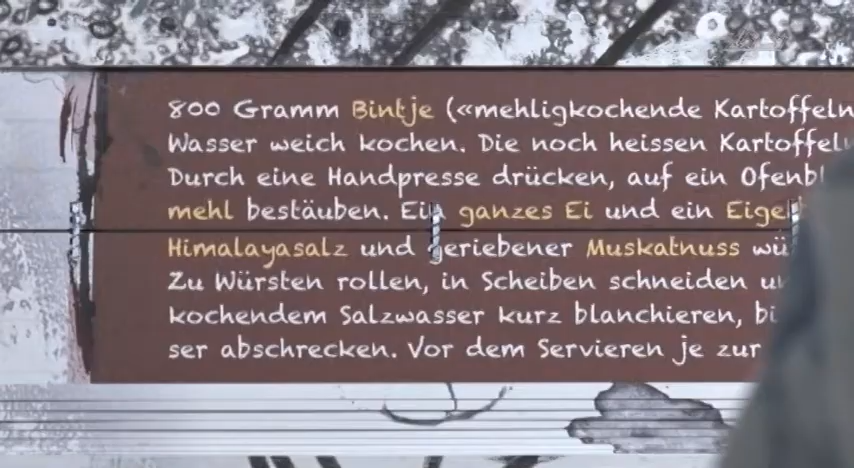 800 Gramm Bintje («mehligkochende Kartoffeln
Wasser weich kochen. Die noch heissen
Durch eine Handpresse drücken, auf ein
mehl bestäuben. Ein ganzes Ei und ein
Himalayasalz und geriebener Muskatnuss
Zu Würsten rollen, in Scheiben schneiden
kochendem Salzwasser kurz blanchieren,
ser abschrecken. Vor dem Servieren je zur